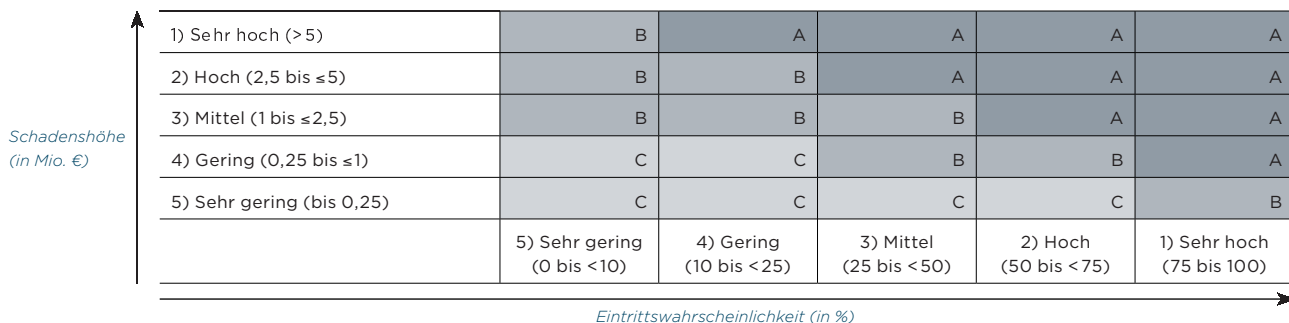 1) Sehr hoch (>5) B A A A A
2) Hoch (2,5 bis ≤5) B B A A A
Schadenshöhe
(in Mio. €)
3) Mittel (1 bis ≤2,5) B B B A A
4) Gering (0,25 bis ≤1) C C B B A
5) Sehr gering (bis 0,25) C C C C B
5) Sehr gering 4) Gering 3) Mittel 2) Hoch 1) Sehr hoch
(0 bis <10) (10 bis <25) (25 bis <50) (50 bis <75) (75 bis 100)
Eintrittswahrscheinlichkeit (in %)